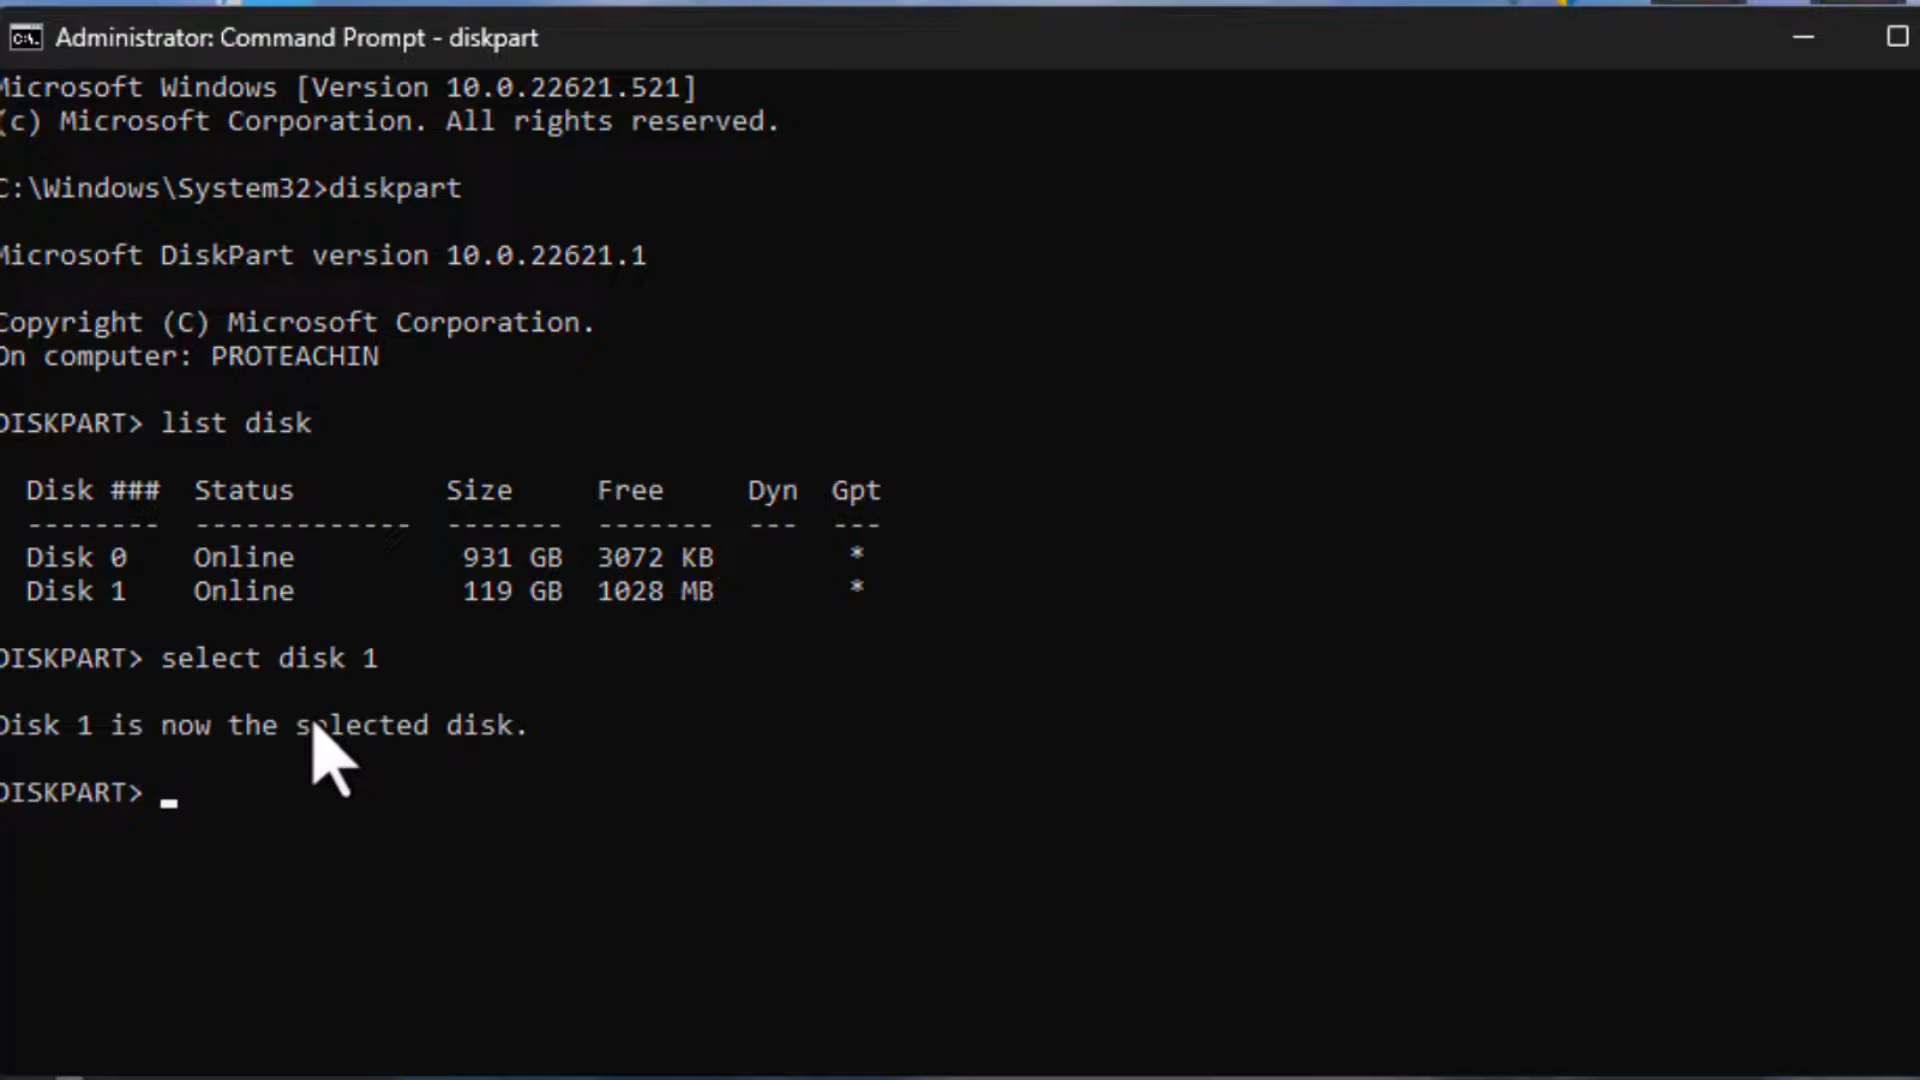 Administrator: Command Prompt - diskpart
Microsoft Windows [Version 10.0.22621.521]
(c) Microsoft Corporation. All rights reserved.
C:\Windows\System32>diskpart
Microsoft DiskPart version 10.0.22621.1
Copyright (C) Microsoft Corporation.
On computer: PROTEACHIN
DISKPART> list disk
Disk ### Status Size Free Dyn Gpt
-------- ------------- ------- ------- --- ---
Disk 0 Online 931 GB 3072 KB *
Disk 1 Online 119 GB 1028 MB *
DISKPART> select disk 1
Disk 1 is now the selected disk.
DISKPART>